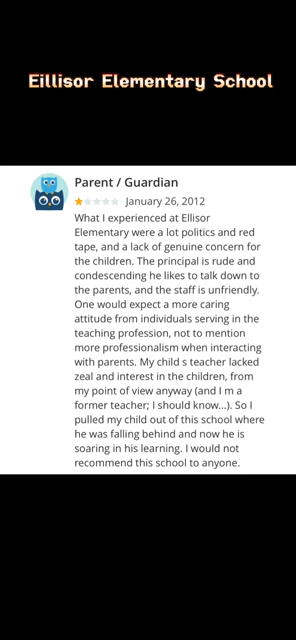 Eillisor Elementary School
Parent / Guardian
January 26, 2012
What I experienced at Ellisor
Elementary were a lot politics and red
tape, and a lack of genuine concern for
the children. The principal is rude and
condescending he likes to talk down to
the parents, and the staff is unfriendly.
One would expect a more caring
attitude from individuals serving in the
teaching profession, not to mention
more professionalism when interacting
with parents. My child s teacher lacked
zeal and interest in the children, from
my point of view anyway (and I m a
former teacher; I should know...). So I
pulled my child out of this school where
he was falling behind and now he is
soaring in his learning. I would not
recommend this school to anyone.